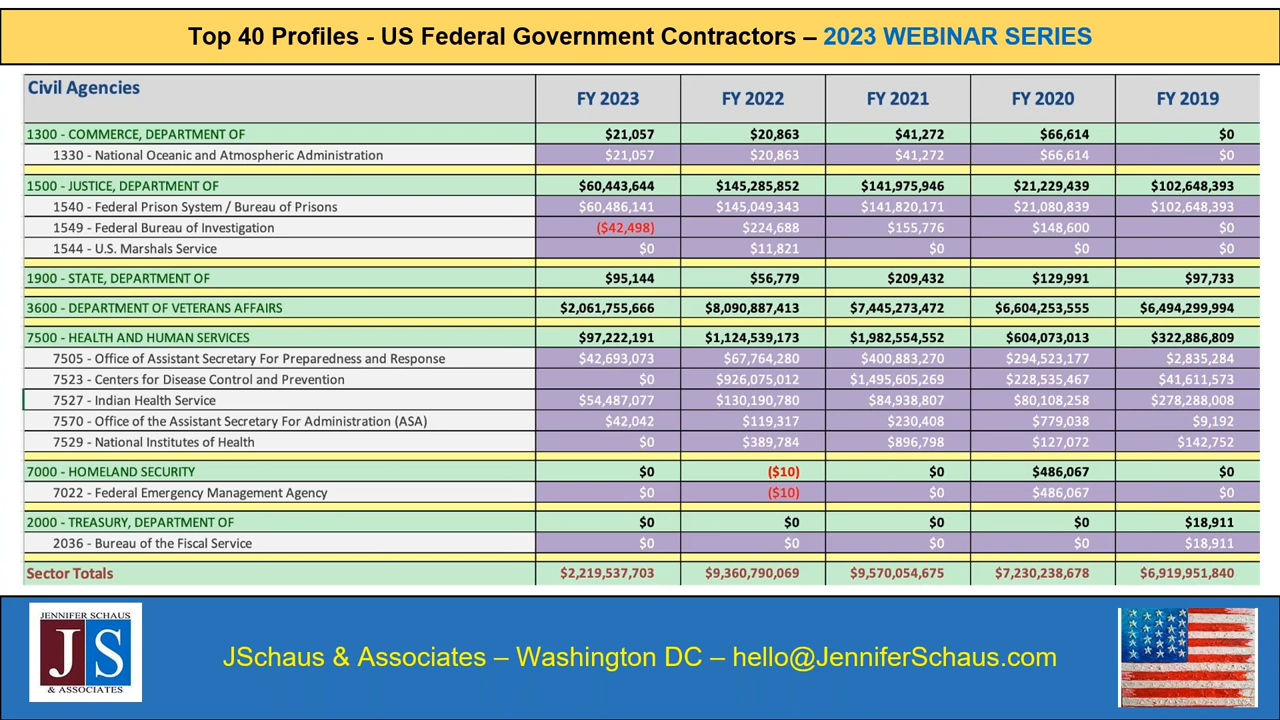 Top 40 Profiles - US Federal Government Contractors – 2023 WEBINAR SERIES
Civil Agencies FY 2023 FY 2022 FY 2021 FY 2020 FY 2019
1300 - COMMERCE, DEPARTMENT OF $21,057 $20,863 $41,272 $66,614 $0
1330 - National Oceanic and Atmospheric Administration $21,057 $20,863 $41,272 $66,614 $0
1500 - JUSTICE, DEPARTMENT OF $60,443,644 $145,285,852 $141,975,946 $21,229,439 $102,648,393
1540 - Federal Prison System / Bureau of Prisons $60,486,141 $145,049,343 $141,820,171 $21,080,839 $102,648,393
1549 - Federal Bureau of Investigation ($42,498) $224,688 $155,776 $148,600 $0
1544 - U.S. Marshals Service $0 $11,821 $0 $0 $0
1900 - STATE, DEPARTMENT OF $95,144 $56,779 $209,432 $129,991 $97,733
3600 - DEPARTMENT OF VETERANS AFFAIRS $2,061,755,666 $8,090,887,413 $7,445,273,472 $6,604,253,555 $6,494,299,994
7500 - HEALTH AND HUMAN SERVICES $97,222,191 $1,124,539,173 $1,982,554,552 $604,073,013 $322,886,809
7505 - Office of Assistant Secretary For Preparedness and Response $42,693,073 $67,764,280 $400,883,270 $294,523,177 $2,835,284
7523 - Centers for Disease Control and Prevention $0 $926,075,012 $1,495,605,269 $228,535,467 $41,611,573
7527 - Indian Health Service $54,487,077 $130,190,780 $84,938,807 $80,108,258 $278,288,008
7570 - Office of the Assistant Secretary For Administration (ASA) $42,042 $119,317 $230,408 $779,038 $9,192
7529 - National Institutes of Health $0 $389,784 $896,798 $127,072 $142,752
7000 - HOMELAND SECURITY $0 ($10) $0 $486,067 $0
7022 - Federal Emergency Management Agency $0 ($10) $0 $486,067 $0
2000 - TREASURY, DEPARTMENT OF $0 $0 $0 $0 $18,911
2036 - Bureau of the Fiscal Service $0 $0 $0 $0 $18,911
Sector Totals $2,219,537,703 $9,360,790,069 $9,570,054,675 $7,230,238,678 $6,919,951,840
JENNIFER SCHAUS
JS
& ASSOCIATES
JSchaus & Associates – Washington DC – hello@JenniferSchaus.com